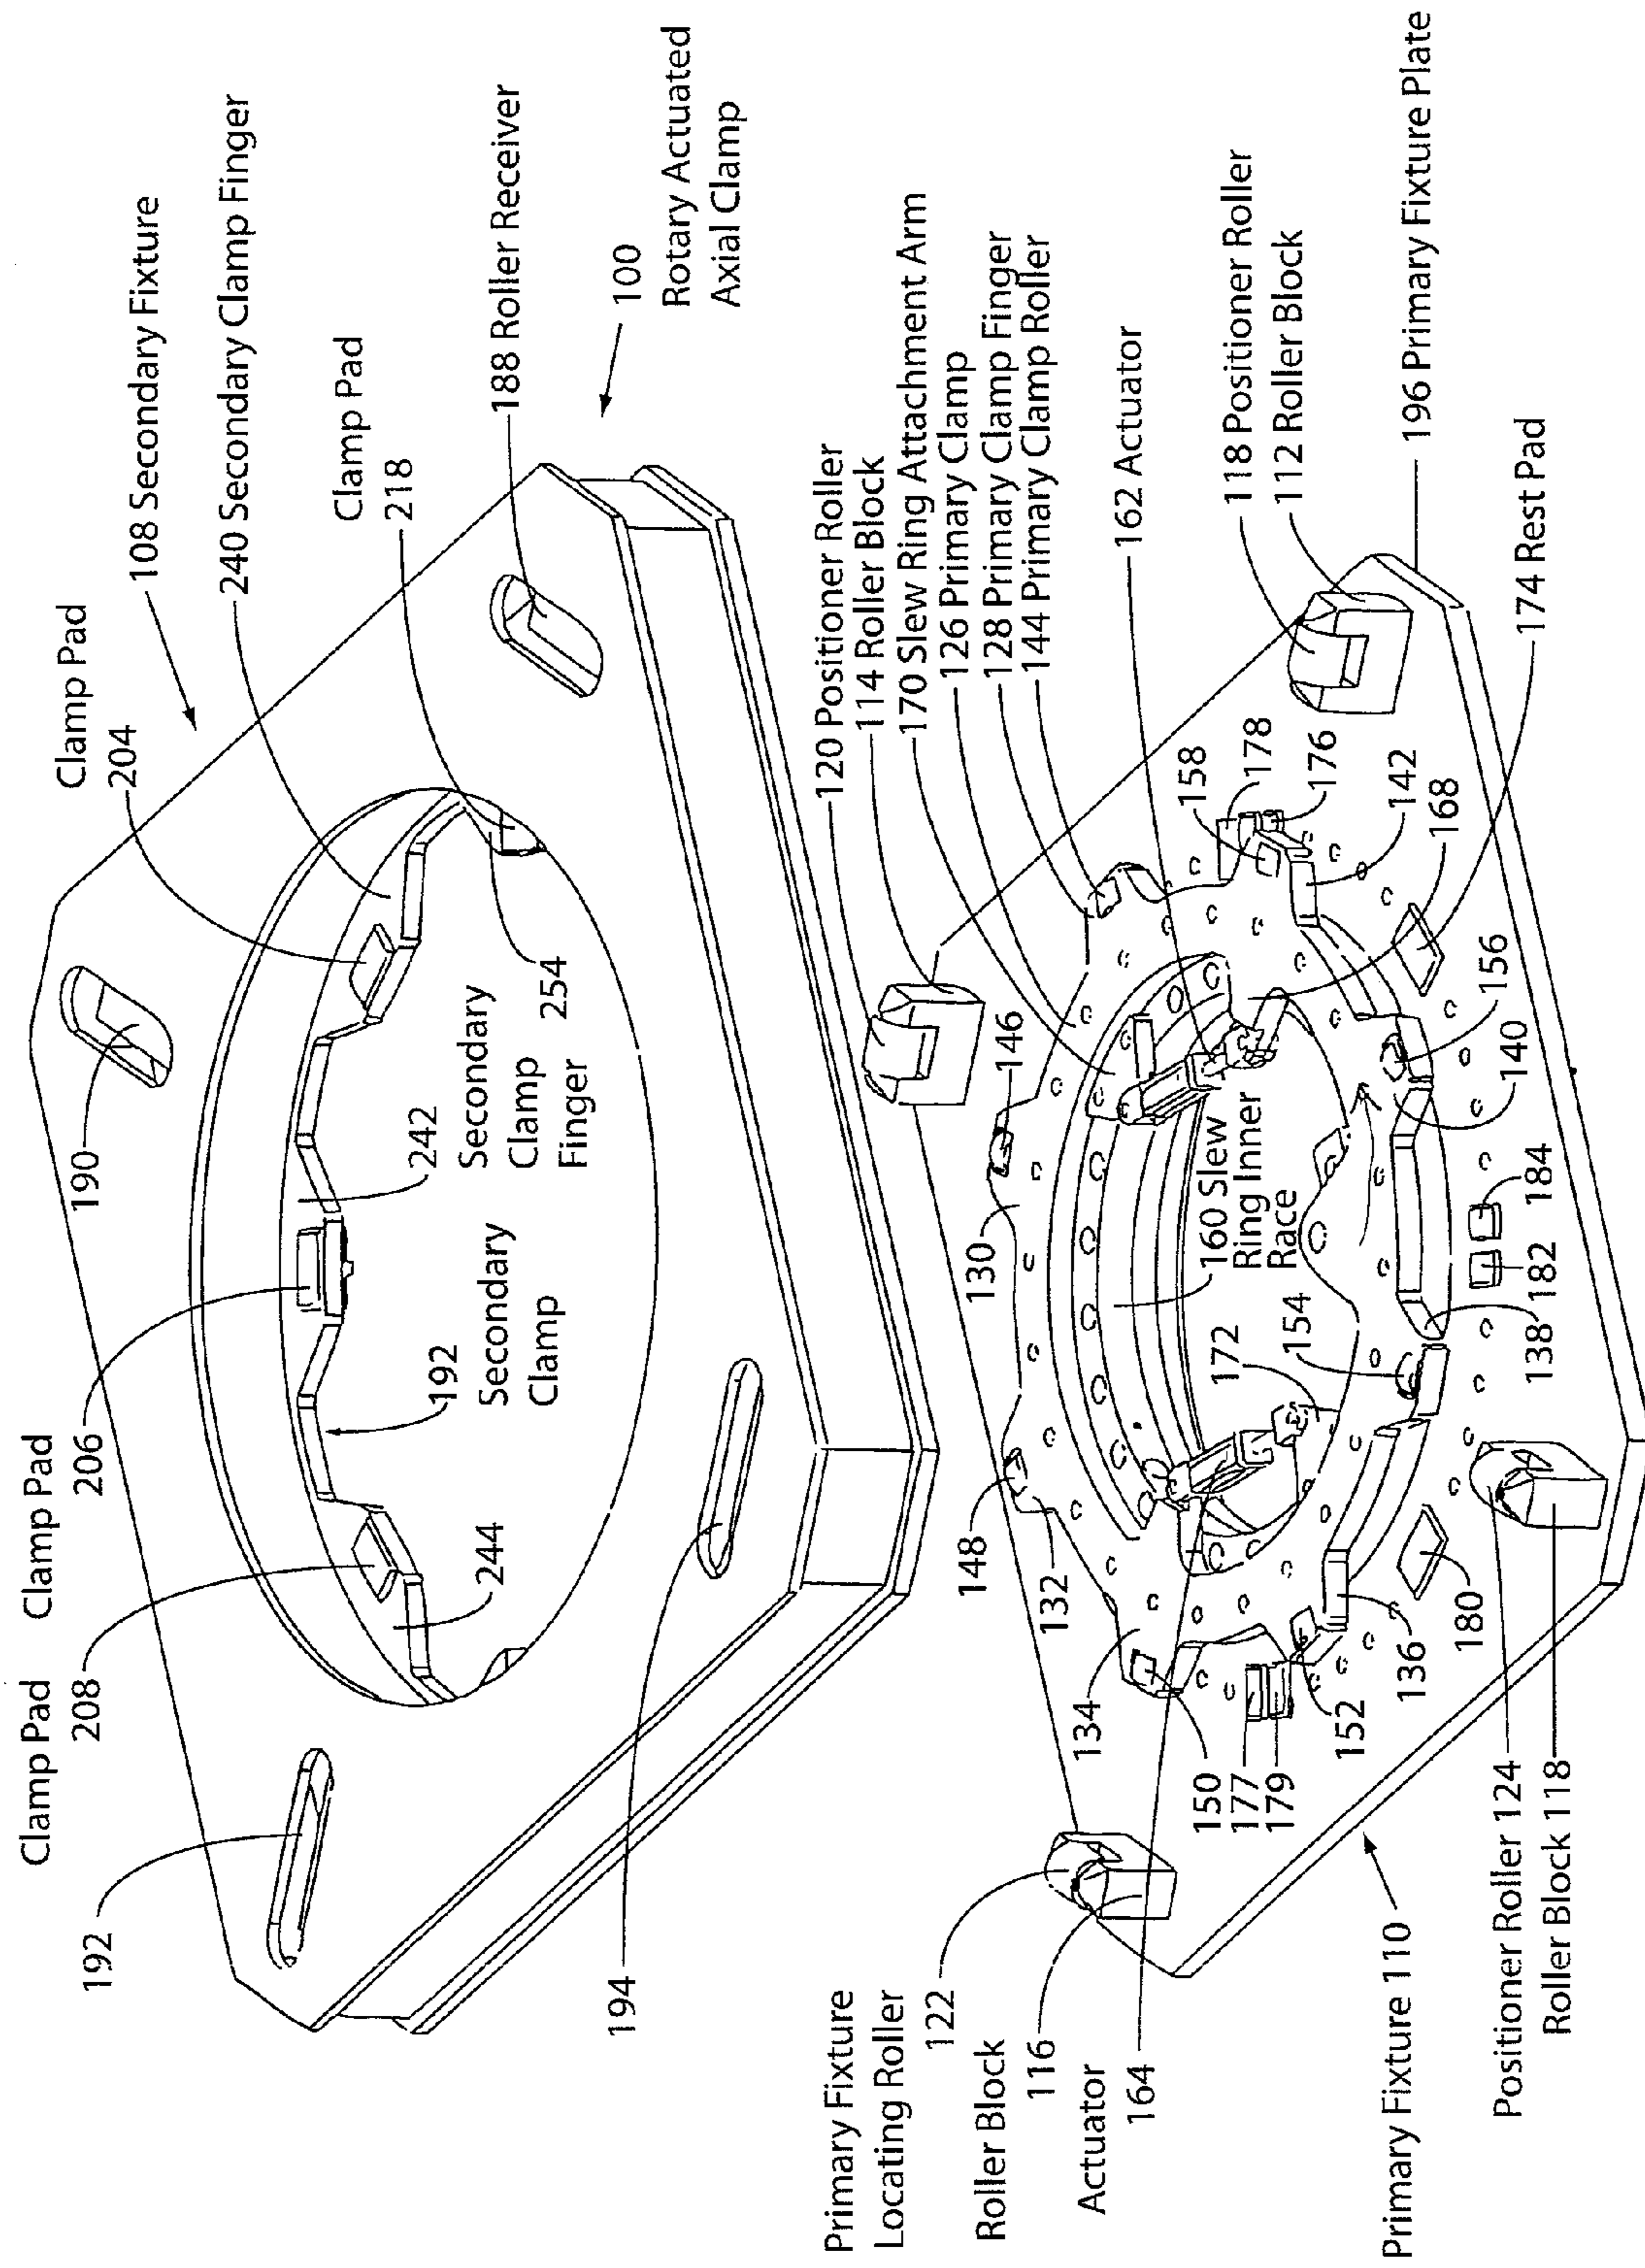 108 Secondary Fixture
240 Secondary Clamp Finger
Clamp Pad
218
188 Roller Receiver
100
Rotary Actuated
Axial Clamp
Clamp Pad
204
190
242
Secondary
Clamp
Finger
254
192
Secondary
Clamp
Clamp Pad
206
Clamp Pad
208
244
192
194
120 Positioner Roller
114 Roller Block
170 Slew Ring Attachment Arm
126 Primary Clamp
128 Primary Clamp Finger
144 Primary Clamp Roller
162 Actuator
118 Positioner Roller
112 Roller Block
196 Primary Fixture Plate
174 Rest Pad
158
178
176
142
168
156
140
146
130
160 Slew
Ring Inner
Race
184
182
138
154
172
148
132
134
180
136
152
150
177
179
Primary Fixture
Locating Roller
122
Roller Block
116
Actuator
164
Primary Fixture 110
Positioner Roller 124
Roller Block 118